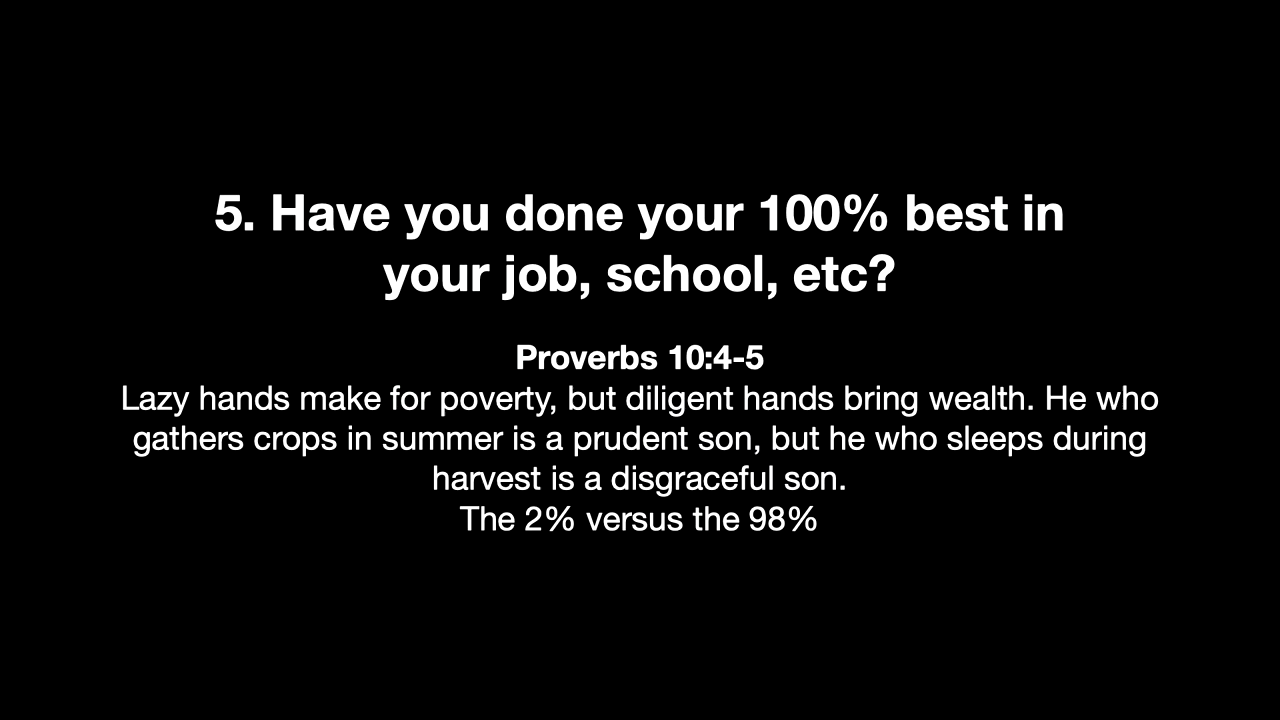 5. Have you done your 100% best in
your job, school, etc?
Proverbs 10:4-5
Lazy hands make for poverty, but diligent hands bring wealth. He who
gathers crops in summer is a prudent son, but he who sleeps during
harvest is a disgraceful son.
The 2% versus the 98%